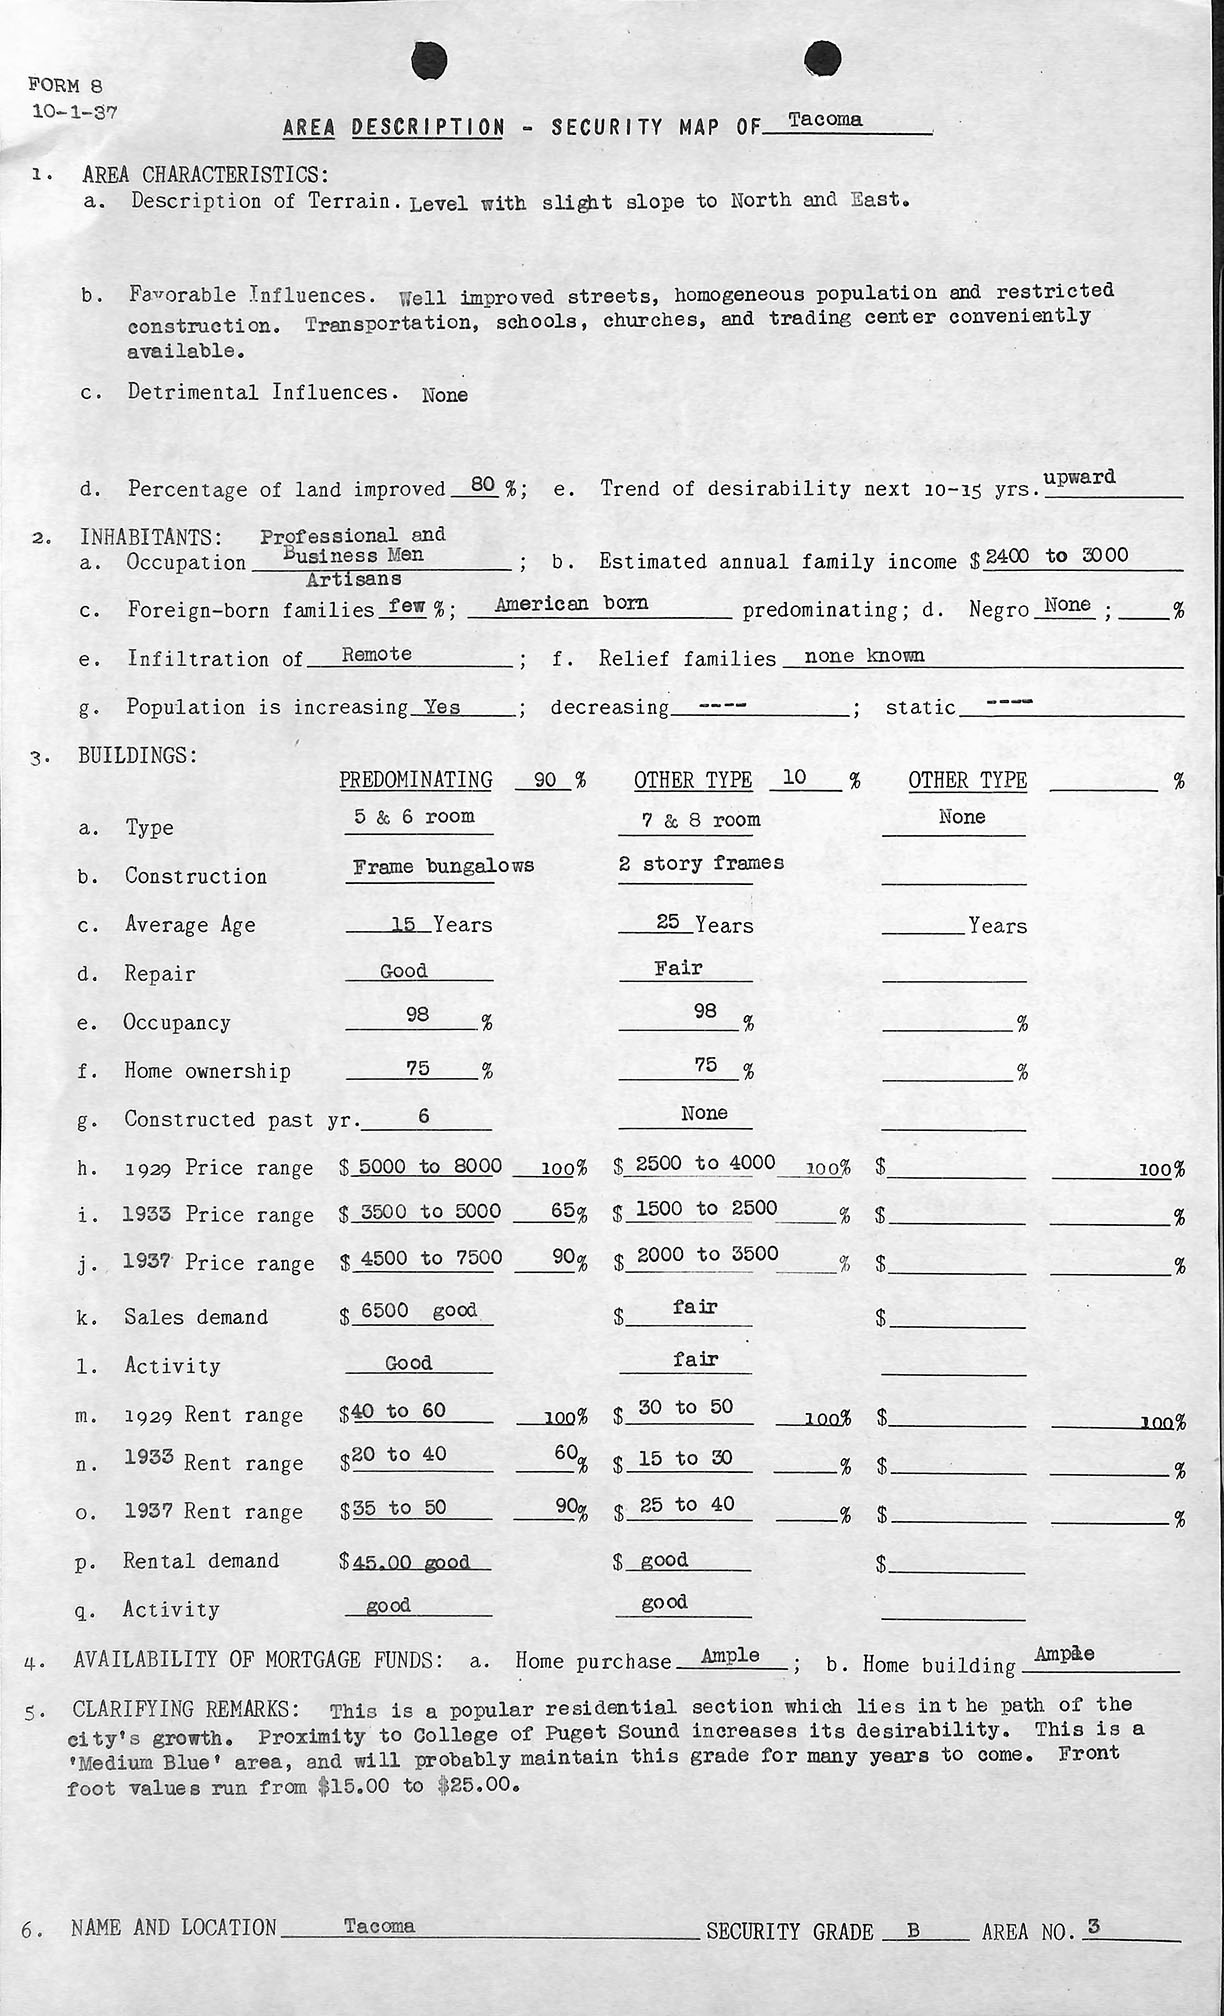 FORM 8
10-1-37
AREA DESCRIPTION - SECURITY MAP OF Tacoma
1. AREA CHARACTERISTICS:
a. Description of Terrain. Level with slight slope to North and East.
b. Favorable Influences. Well improved streets, homogeneous population and restricted
construction. Transportation, schools, churches, and trading center conveniently
available.
c. Detrimental Influences. None
d. Percentage of land improved 80 %; e. Trend of desirability next 10-15 yrs. upward
2. INHABITANTS: Professional and
a. Occupation Business Men ; b. Estimated annual family income $ 2400 to 3000
Artisans
c. Foreign-born families few %; American born predominating; d. Negro None ; %
e. Infiltration of Remote ; f. Relief families none known
g. Population is increasing Yes ; decreasing ---- ; static ----
3. BUILDINGS:
PREDOMINATING 90 % OTHER TYPE 10 % OTHER TYPE %
a. Type 5 & 6 room 7 & 8 room None
b. Construction Frame bungalows 2 story frames
c. Average Age 15 Years 25 Years Years
d. Repair Good Fair
e. Occupancy 98 % 98 % %
f. Home ownership 75 % 75 % %
g. Constructed past yr. 6 None
h. 1929 Price range $ 5000 to 8000 100% $ 2500 to 4000 100% $ 100%
i. 1933 Price range $ 3500 to 5000 65% $ 1500 to 2500 % $ %
j. 1937 Price range $ 4500 to 7500 90% $ 2000 to 3500 % $ %
k. Sales demand $ 6500 good $ fair $
l. Activity Good fair
m. 1929 Rent range $40 to 60 100% $ 30 to 50 100% $ 100%
n. 1933 Rent range $20 to 40 60% $ 15 to 30 % $ %
o. 1937 Rent range $35 to 50 90% $ 25 to 40 % $ %
p. Rental demand $45.00 good $ good $
q. Activity good good
4. AVAILABILITY OF MORTGAGE FUNDS: a. Home purchase Ample ; b. Home building Ample
5. CLARIFYING REMARKS: This is a popular residential section which lies int he path of the
city's growth. Proximity to College of Puget Sound increases its desirability. This is a
'Medium Blue' area, and will probably maintain this grade for many years to come. Front
foot values run from $15.00 to $25.00.
6. NAME AND LOCATION Tacoma SECURITY GRADE B AREA NO. 3